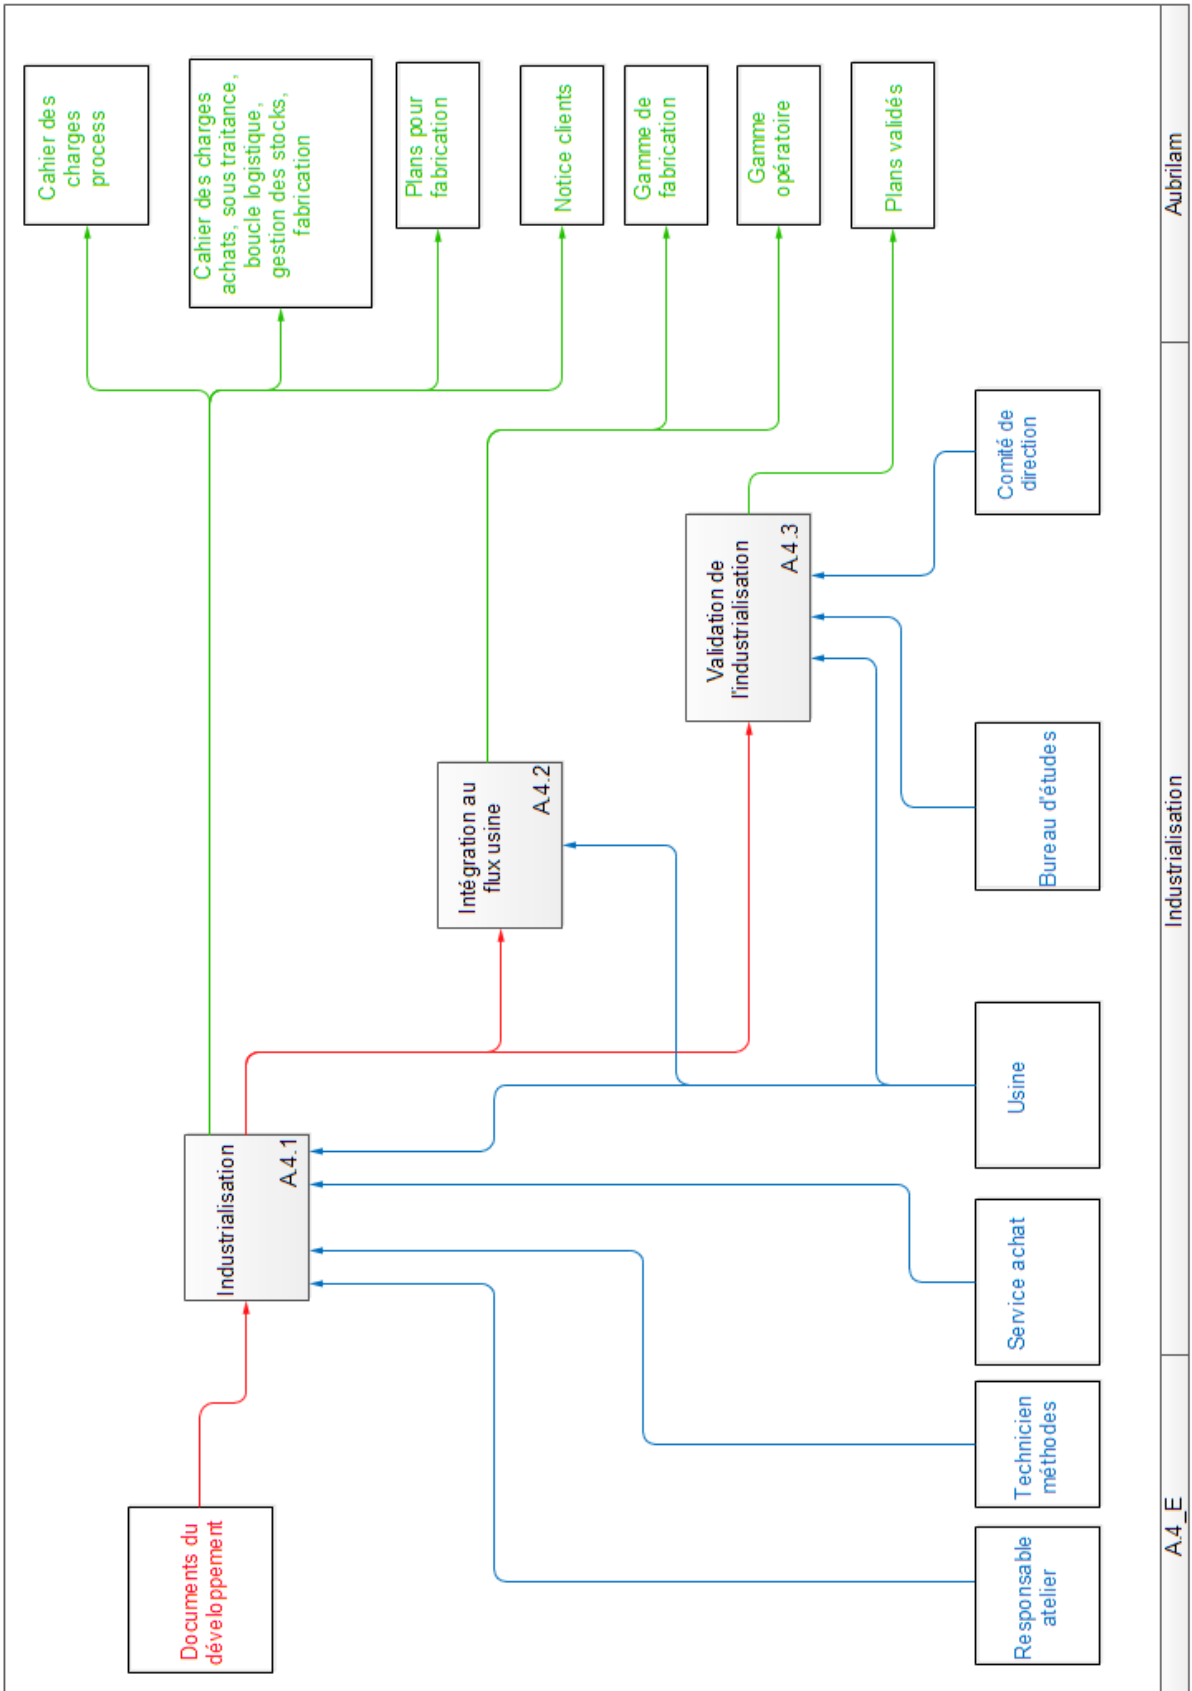 Documents du
développement
Industrialisation
A.4.1
Intégration au
flux usine
A.4.2
Validation de
l'industrialisation
A.4.3
Cahier des
charges
process
Cahier des charges
achats, sous traitance,
boucle logistique,
gestion des stocks,
fabrication
Plans pour
fabrication
Notice clients
Gamme de
fabrication
Gamme
opératoire
Plans validés
Responsable
atelier
Technicien
méthodes
Service achat
Usine
Bureau d'études
Comité de
direction
A.4_E
Industrialisation
Aubrilam